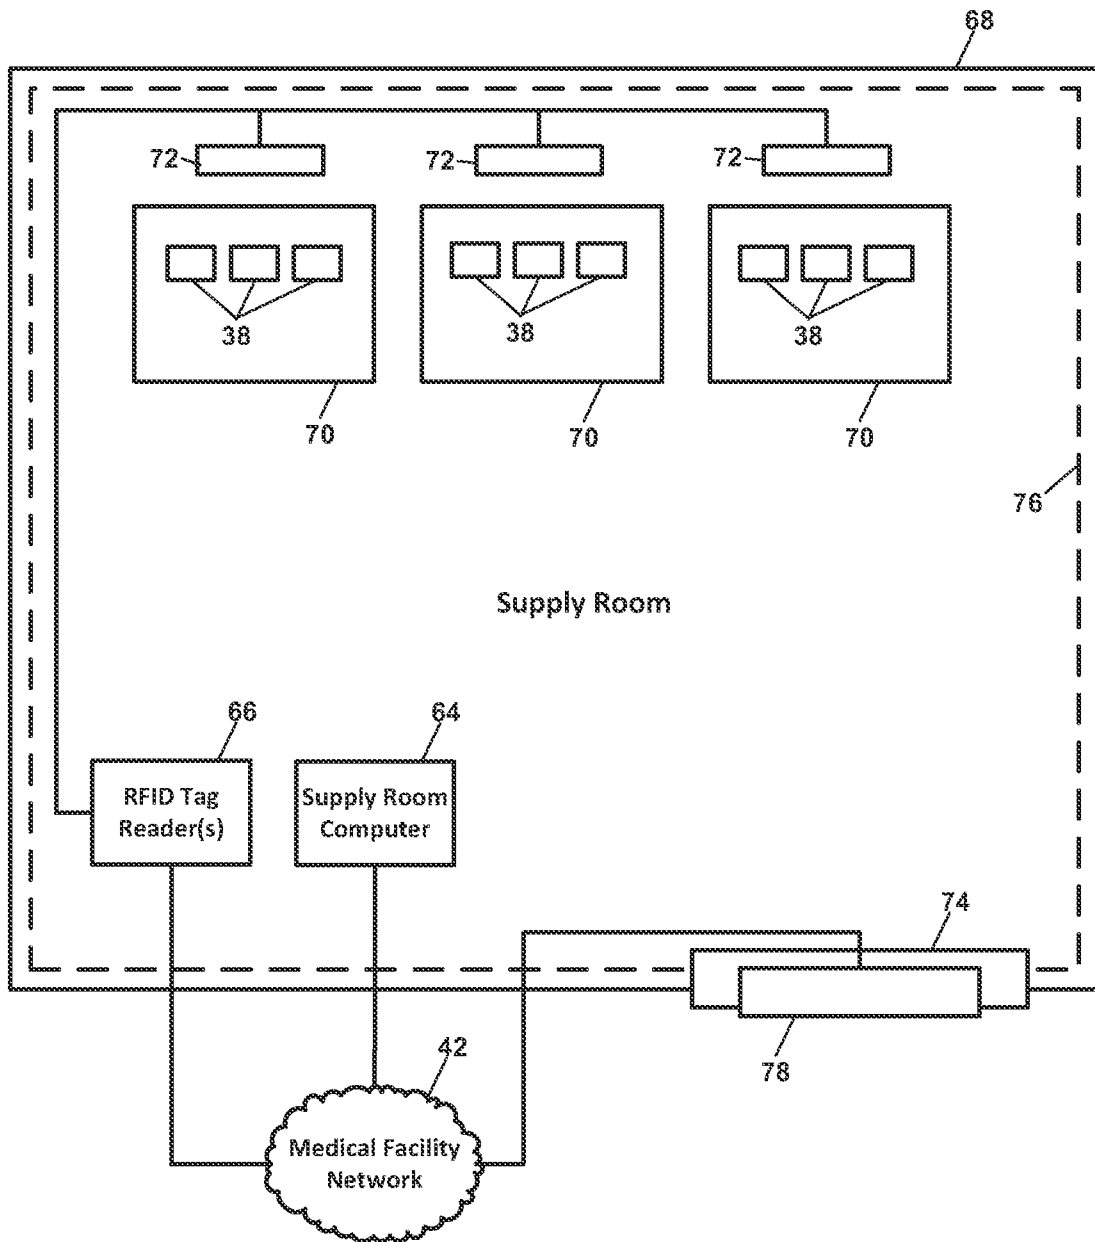 68
72
72
72
38
38
38
70
70
70
76
Supply Room
66
64
RFID Tag
Reader(s)
Supply Room
Computer
74
78
42
Medical Facility
Network